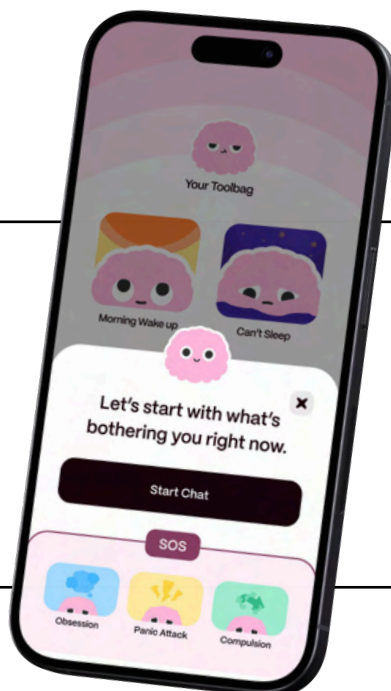 Your Toolbag
Morning Wake up
Can't Sleep
Let's start with what's
bothering you right now.
Start Chat
SOS
Obsession
Panic Attack
Compulsion